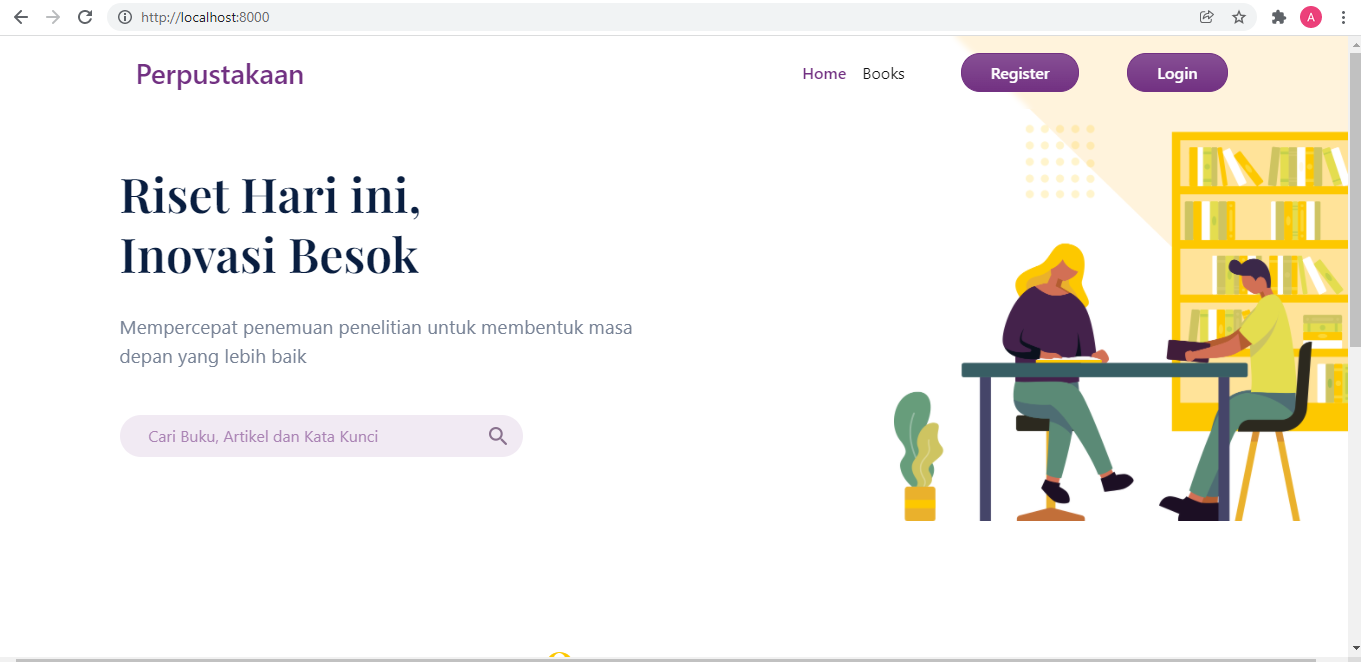 http://localhost:8000
A
Perpustakaan
Home
Books
Register
Login
Riset Hari ini,
Inovasi Besok
Mempercepat penemuan penelitian untuk membentuk masa
depan yang lebih baik
Cari Buku, Artikel dan Kata Kunci